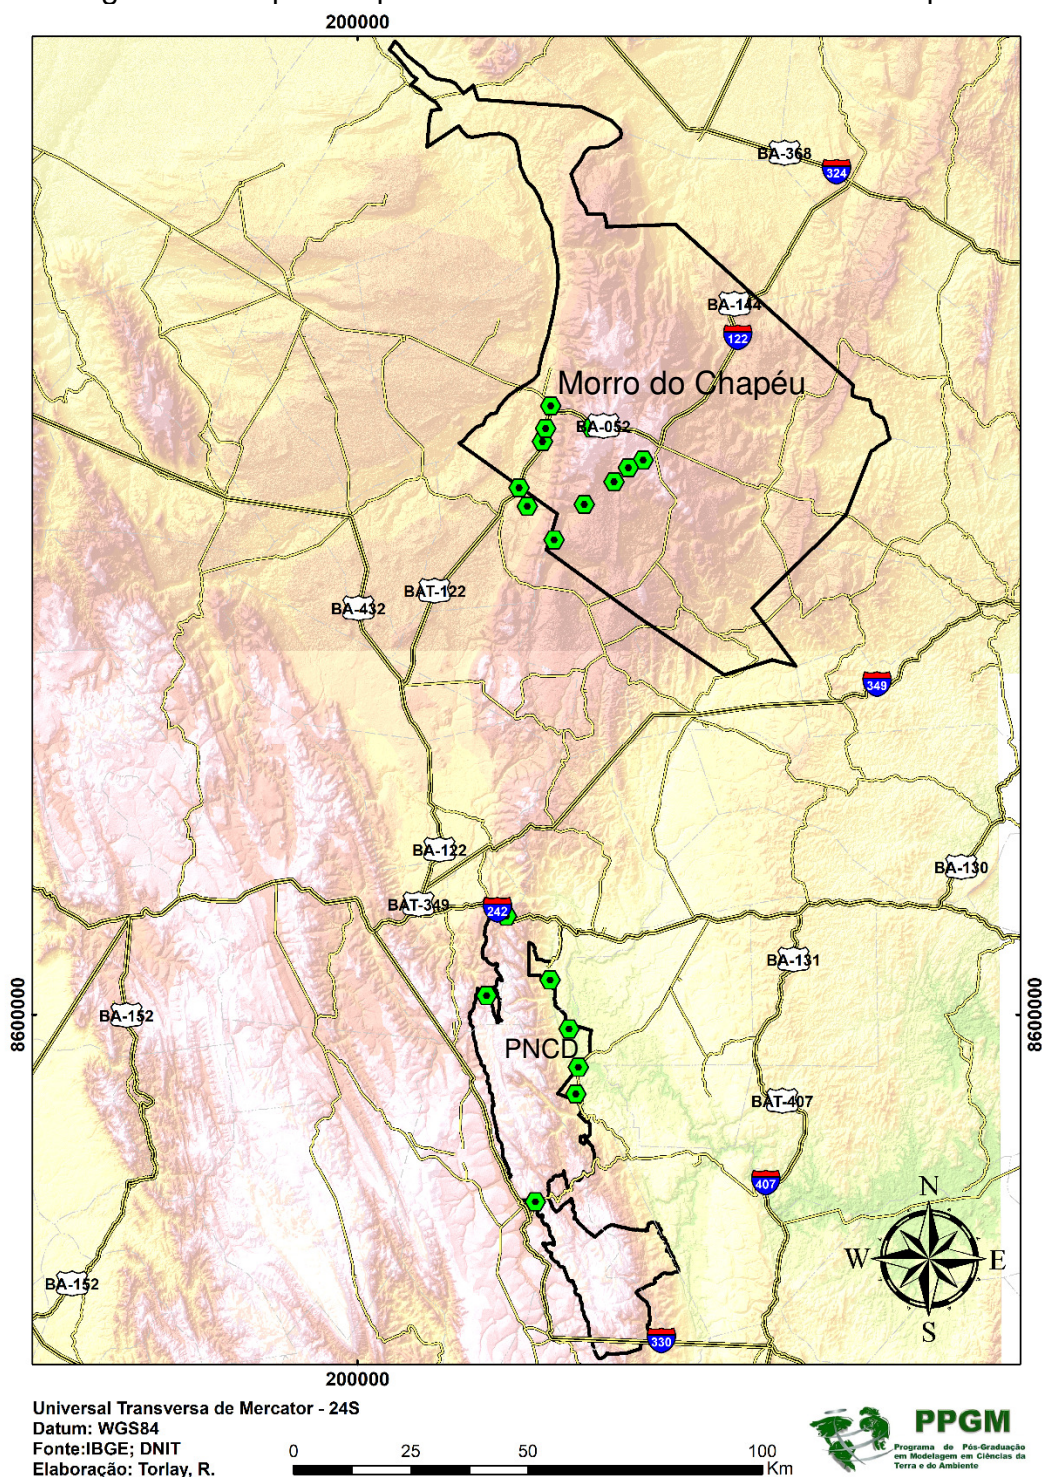 200000
BA-368
324
BA-144
122
Morro do Chapéu
BA-052
BAT-122
BA-432
349
BA-122
BA-130
BAT-349
242
BA-131
8600000
BA-152
8600000
PNCD
BAT-407
407
N
W
E
S
BA-152
330
200000
Universal Transversa de Mercator - 24S
Datum: WGS84
Fonte:IBGE; DNIT
Elaboração: Torlay, R.
0 25 50 100
Km
PPGM
Programa de Pós-Graduação
em Modelagem em Ciências da
Terra e do Ambiente